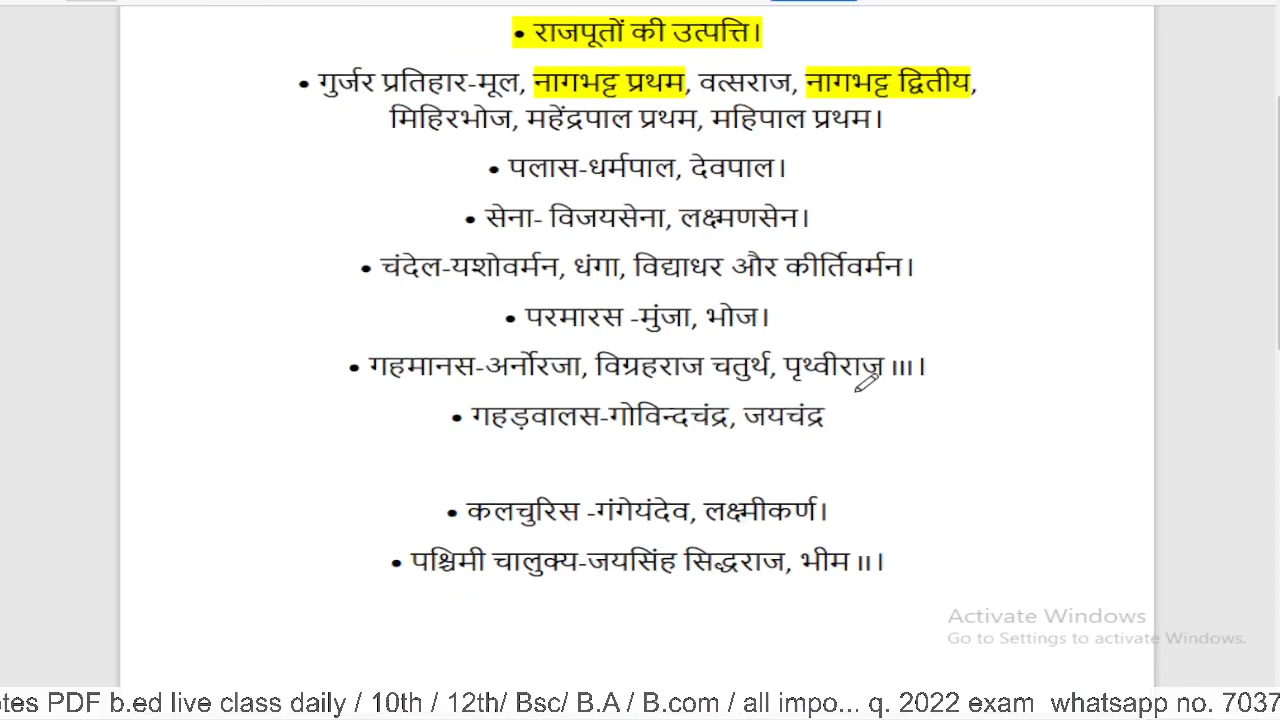 • राजपूतों की उत्पत्ति।
• गुर्जर प्रतिहार-मूल, नागभट्ट प्रथम, वत्सराज, नागभट्ट द्वितीय,
मिहिरभोज, महेंद्रपाल प्रथम, महिपाल प्रथम।
• पलास-धर्मपाल, देवपाल।
• सेना- विजयसेना, लक्ष्मणसेन।
• चंदेल-यशोवर्मन, धंगा, विद्याधर और कीर्तिवर्मन।
• परमारस -मुंजा, भोज।
• गहमानस-अर्नोरजा, विग्रहराज चतुर्थ, पृथ्वीराज III।
• गहड़वालस-गोविन्दचंद्र, जयचंद्र
• कलचुरिस -गंगेयंदेव, लक्ष्मीकर्ण।
• पश्चिमी चालुक्य-जयसिंह सिद्धराज, भीम II।
Activate Windows
Go to Settings to activate Windows.
tes PDF b.ed live class daily / 10th / 12th/ Bsc/ B.A / B.com / all impo... q. 2022 exam whatsapp no. 7037